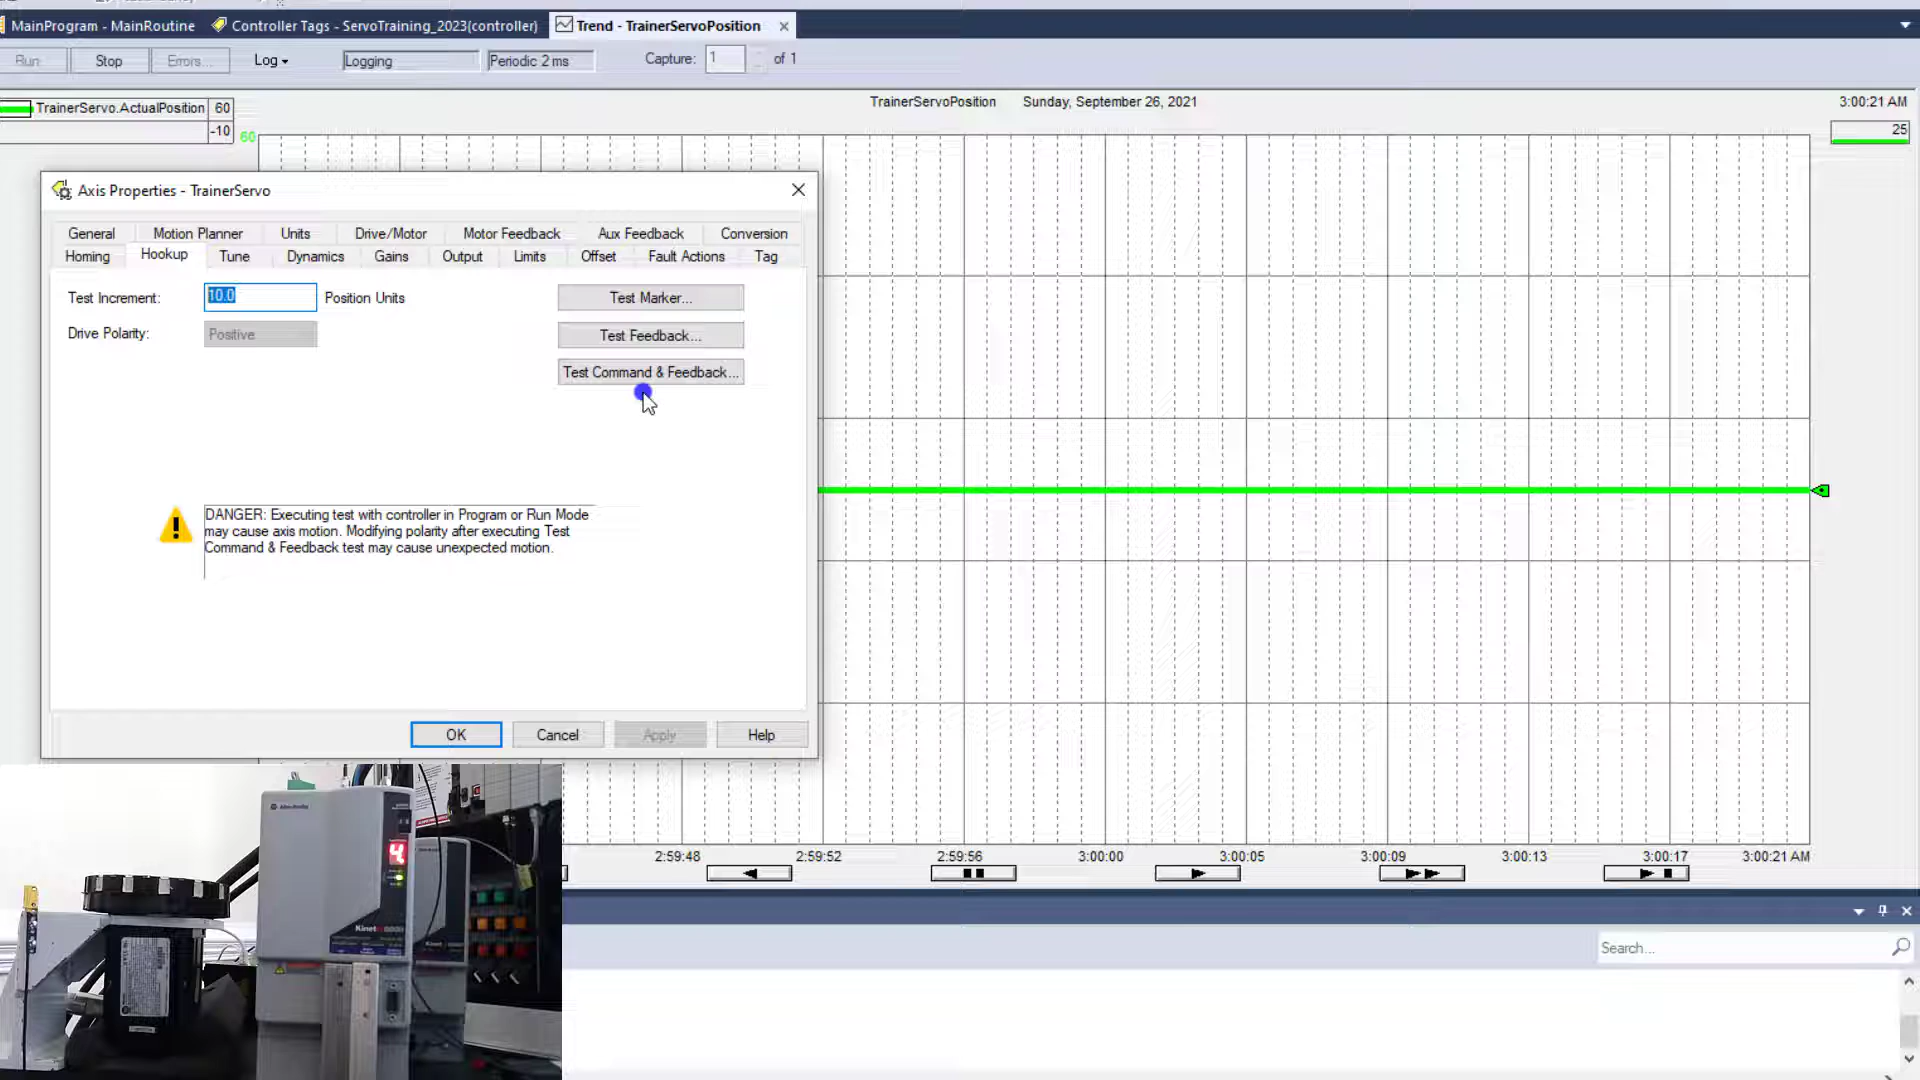 MainProgram - MainRoutine
Controller Tags - ServoTraining_2023(controller)
Trend - TrainerServoPosition
Run
Stop
Errors...
Log
Logging
Periodic 2 ms
Capture:
1
of 1
TrainerServo.ActualPosition
60
-10
60
TrainerServoPosition
Sunday, September 26, 2021
3:00:21 AM
25
Axis Properties - TrainerServo
General
Motion Planner
Units
Drive/Motor
Motor Feedback
Aux Feedback
Conversion
Homing
Hookup
Tune
Dynamics
Gains
Output
Limits
Offset
Fault Actions
Tag
Test Increment:
10.0
Position Units
Test Marker...
Drive Polarity:
Positive
Test Feedback...
Test Command & Feedback...
DANGER: Executing test with controller in Program or Run Mode
may cause axis motion. Modifying polarity after executing Test
Command & Feedback test may cause unexpected motion.
OK
Cancel
Apply
Help
2:59:48
2:59:52
2:59:56
3:00:00
3:00:05
3:00:09
3:00:13
3:00:17
3:00:21 AM
Search...
4